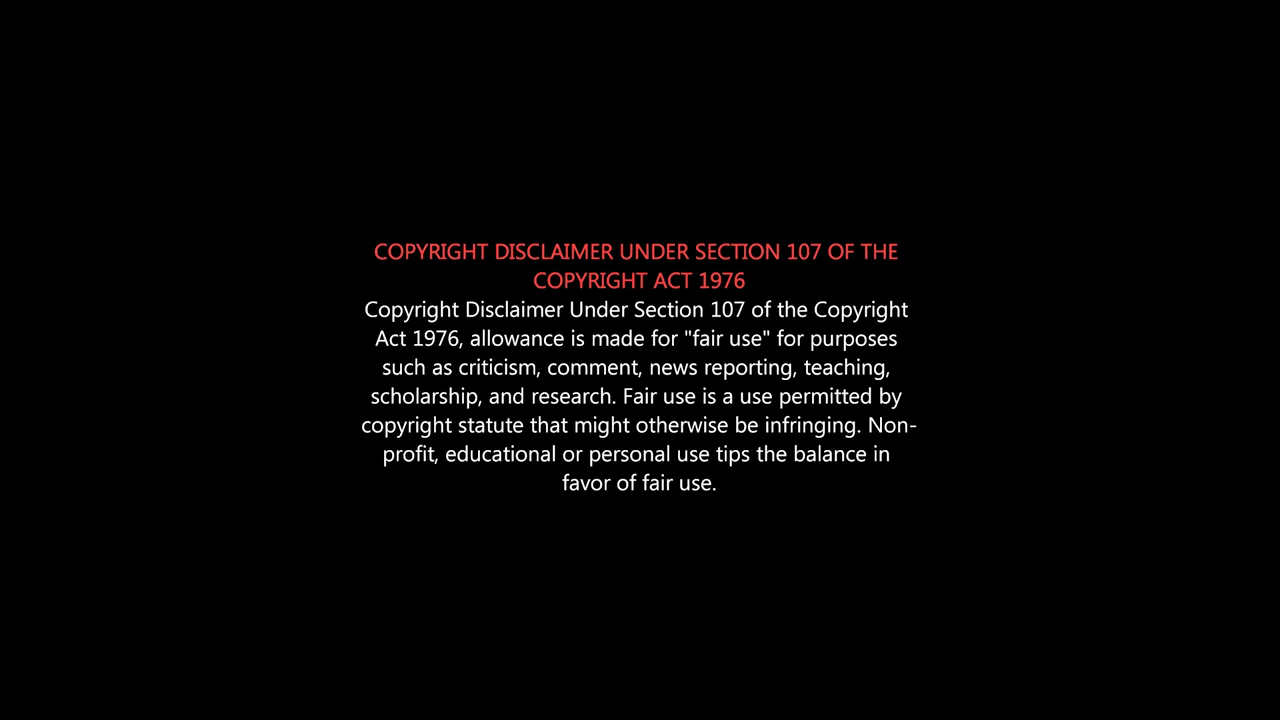 COPYRIGHT DISCLAIMER UNDER SECTION 107 OF THE
COPYRIGHT ACT 1976
Copyright Disclaimer Under Section 107 of the Copyright
Act 1976, allowance is made for "fair use" for purposes
such as criticism, comment, news reporting, teaching,
scholarship, and research. Fair use is a use permitted by
copyright statute that might otherwise be infringing. Non-
profit, educational or personal use tips the balance in
favor of fair use.